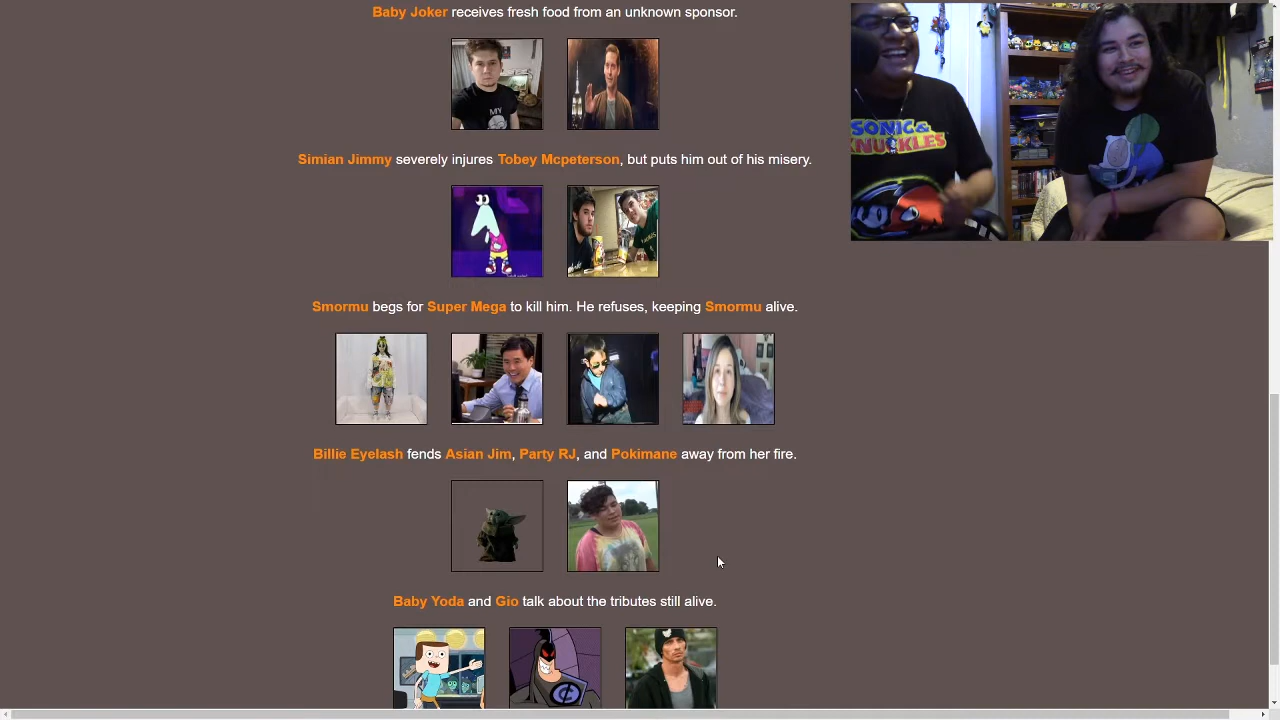 Baby Joker receives fresh food from an unknown sponsor.
MY
SONIC &
KNUCKLES
Simian Jimmy severely injures Tobey Mcpeterson, but puts him out of his misery.
Smormu begs for Super Mega to kill him. He refuses, keeping Smormu alive.
Billie Eyelash fends Asian Jim, Party RJ, and Pokimane away from her fire.
Baby Yoda and Gio talk about the tributes still alive.